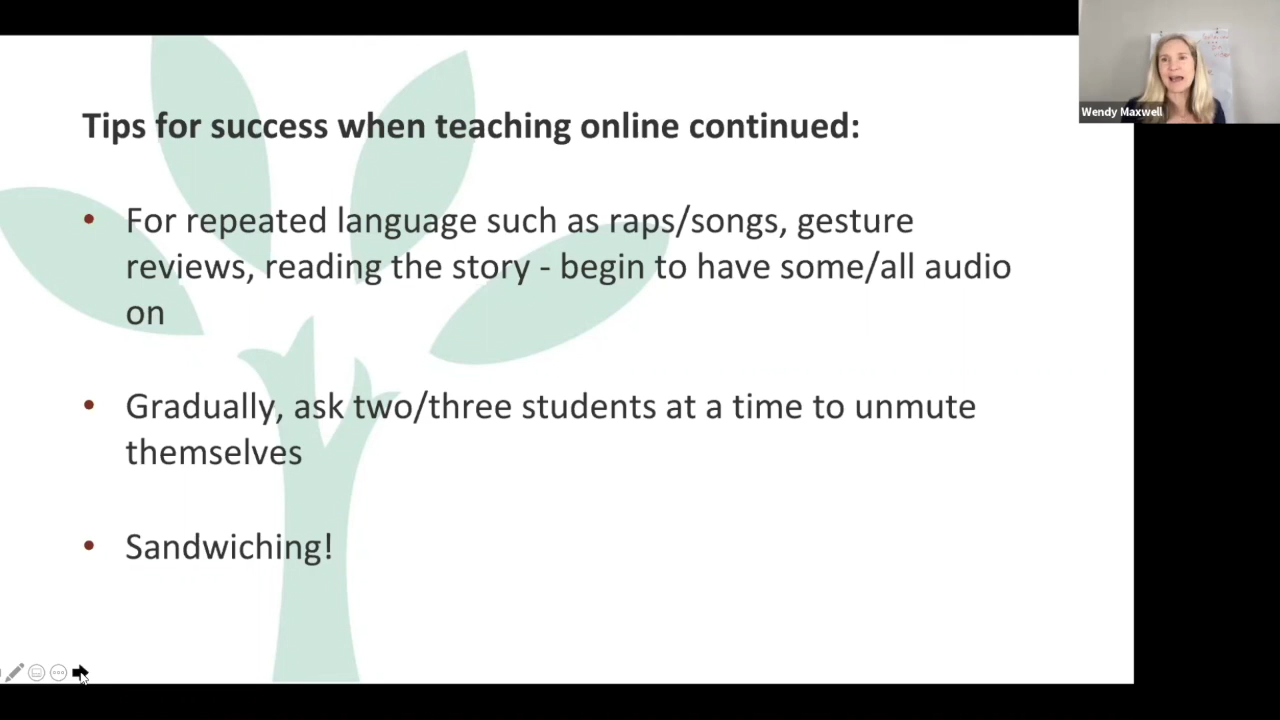 Tips for success when teaching online continued:
• For repeated language such as raps/songs, gesture
reviews, reading the story - begin to have some/all audio
on
• Gradually, ask two/three students at a time to unmute
themselves
• Sandwiching!
Wendy Maxwell